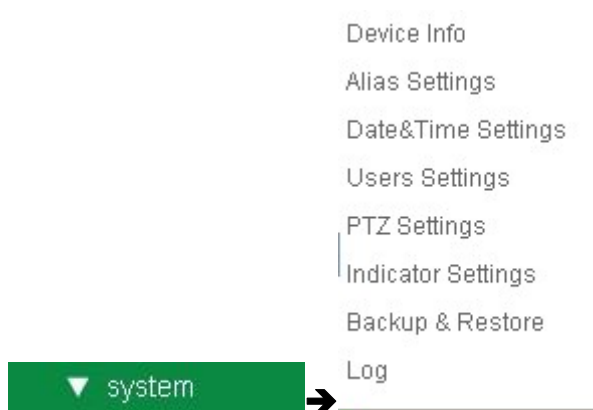 Device Info
Alias Settings
Date&Time Settings
Users Settings
PTZ Settings
Indicator Settings
Backup & Restore
Log
system